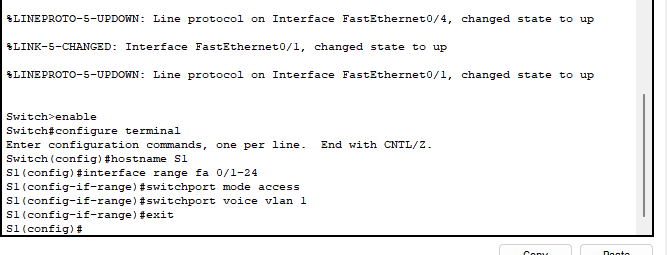 %LINEPROTO-5-UPDOWN: Line protocol on Interface FastEthernet0/4, changed state to up
%LINK-5-CHANGED: Interface FastEthernet0/1, changed state to up
%LINEPROTO-5-UPDOWN: Line protocol on Interface FastEthernet0/1, changed state to up
Switch>enable
Switch#configure terminal
Enter configuration commands, one per line.  End with CNTL/Z.
Switch(config)#hostname S1
S1(config)#interface range fa 0/1-24
S1(config-if-range)#switchport mode access
S1(config-if-range)#switchport voice vlan 1
S1(config-if-range)#exit
S1(config)#
Copy
Paste